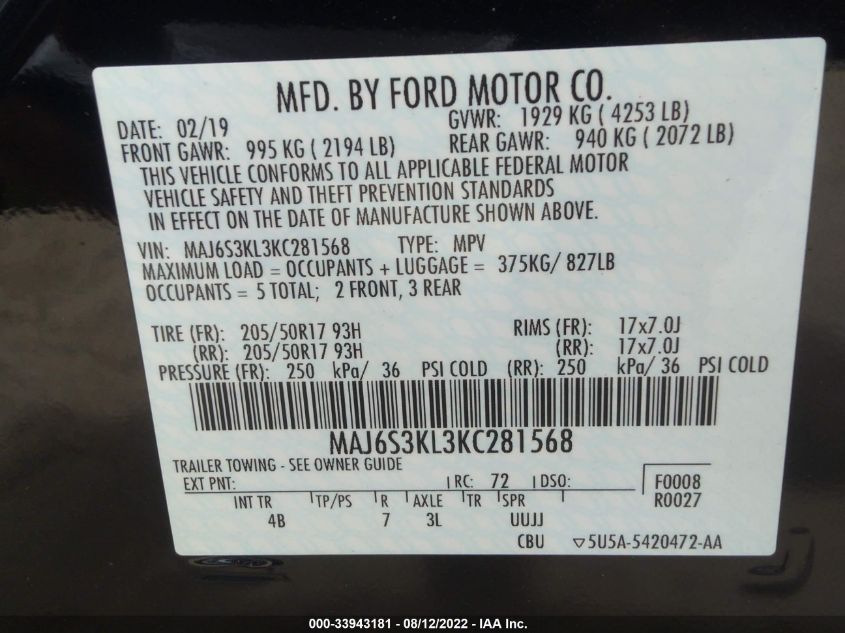 MFD. BY FORD MOTOR CO.
DATE: 02/19 GVWR: 1929 KG ( 4253 LB)
FRONT GAWR: 995 KG ( 2194 LB) REAR GAWR: 940 KG ( 2072 LB)
THIS VEHICLE CONFORMS TO ALL APPLICABLE FEDERAL MOTOR
VEHICLE SAFETY AND THEFT PREVENTION STANDARDS
IN EFFECT ON THE DATE OF MANUFACTURE SHOWN ABOVE.
VIN: MAJ6S3KL3KC281568 TYPE: MPV
MAXIMUM LOAD = OCCUPANTS + LUGGAGE = 375KG/ 827LB
OCCUPANTS = 5 TOTAL; 2 FRONT, 3 REAR
TIRE (FR): 205/50R17 93H RIMS (FR): 17x7.0J
(RR): 205/50R17 93H (RR): 17x7.0J
PRESSURE (FR): 250 kPa/ 36 PSI COLD (RR): 250 kPa/ 36 PSI COLD
MAJ6S3KL3KC281568
TRAILER TOWING - SEE OWNER GUIDE
EXT PNT: RC: 72 DSO: F0008
R0027
INT TR TP/PS R AXLE TR SPR
4B 7 3L UUJJ
CBU ▽5U5A-5420472-AA
000-33943181 - 08/12/2022 - IAA Inc.